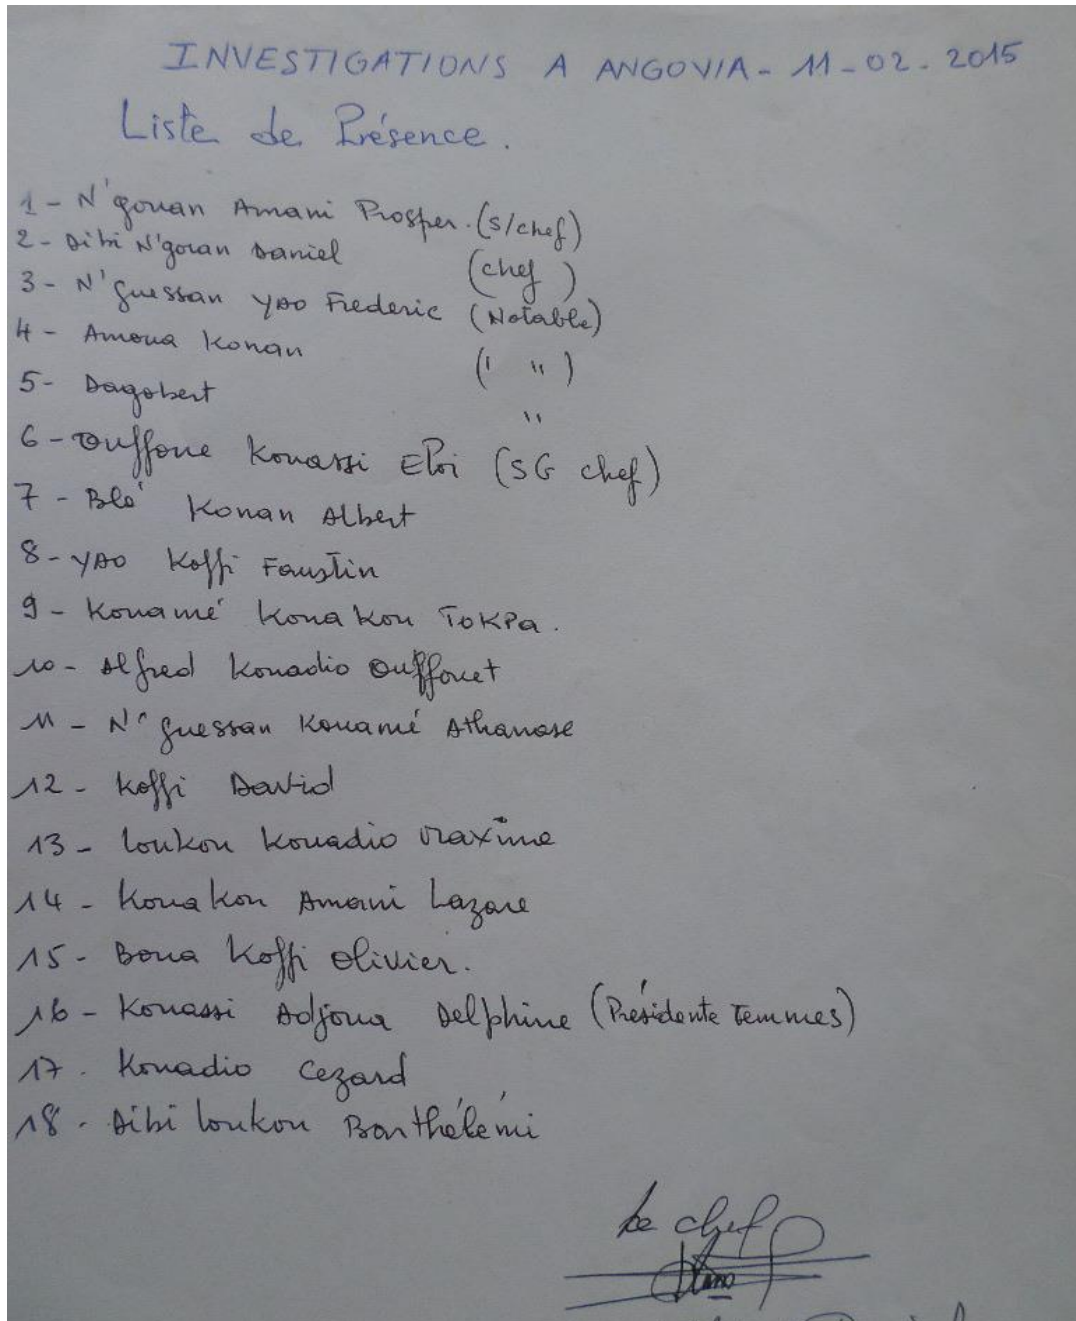 INVESTIGATIONS A ANGOVIA - 11-02-2015
Liste de Présence.
1- N'gouan Amani Prosper. (s/chef)
2- Dibi N'goran Daniel (chef)
3- N'guessan YAO Frederic (Notable)
4- Amoua Konan (' ")
5- Dagobert "
6- Ouffoue Kouassi Eloi (SG chef)
7- Blé Konan Albert
8- YAO Koffi Faustin
9- Kouamé Kouakou TOKPa.
10- Alfred Kouadio Ouffouet
11- N'guessan Kouamé Athanase
12- Koffi David
13- loukou Kouadio Maxime
14- Kouakou Amani Lazare
15- Boua Koffi Olivier.
16- Kouassi Adjoua Delphine (Présidente Femmes)
17. Kouadio Cezard
18. Dibi loukou Barthélémi
Le chef